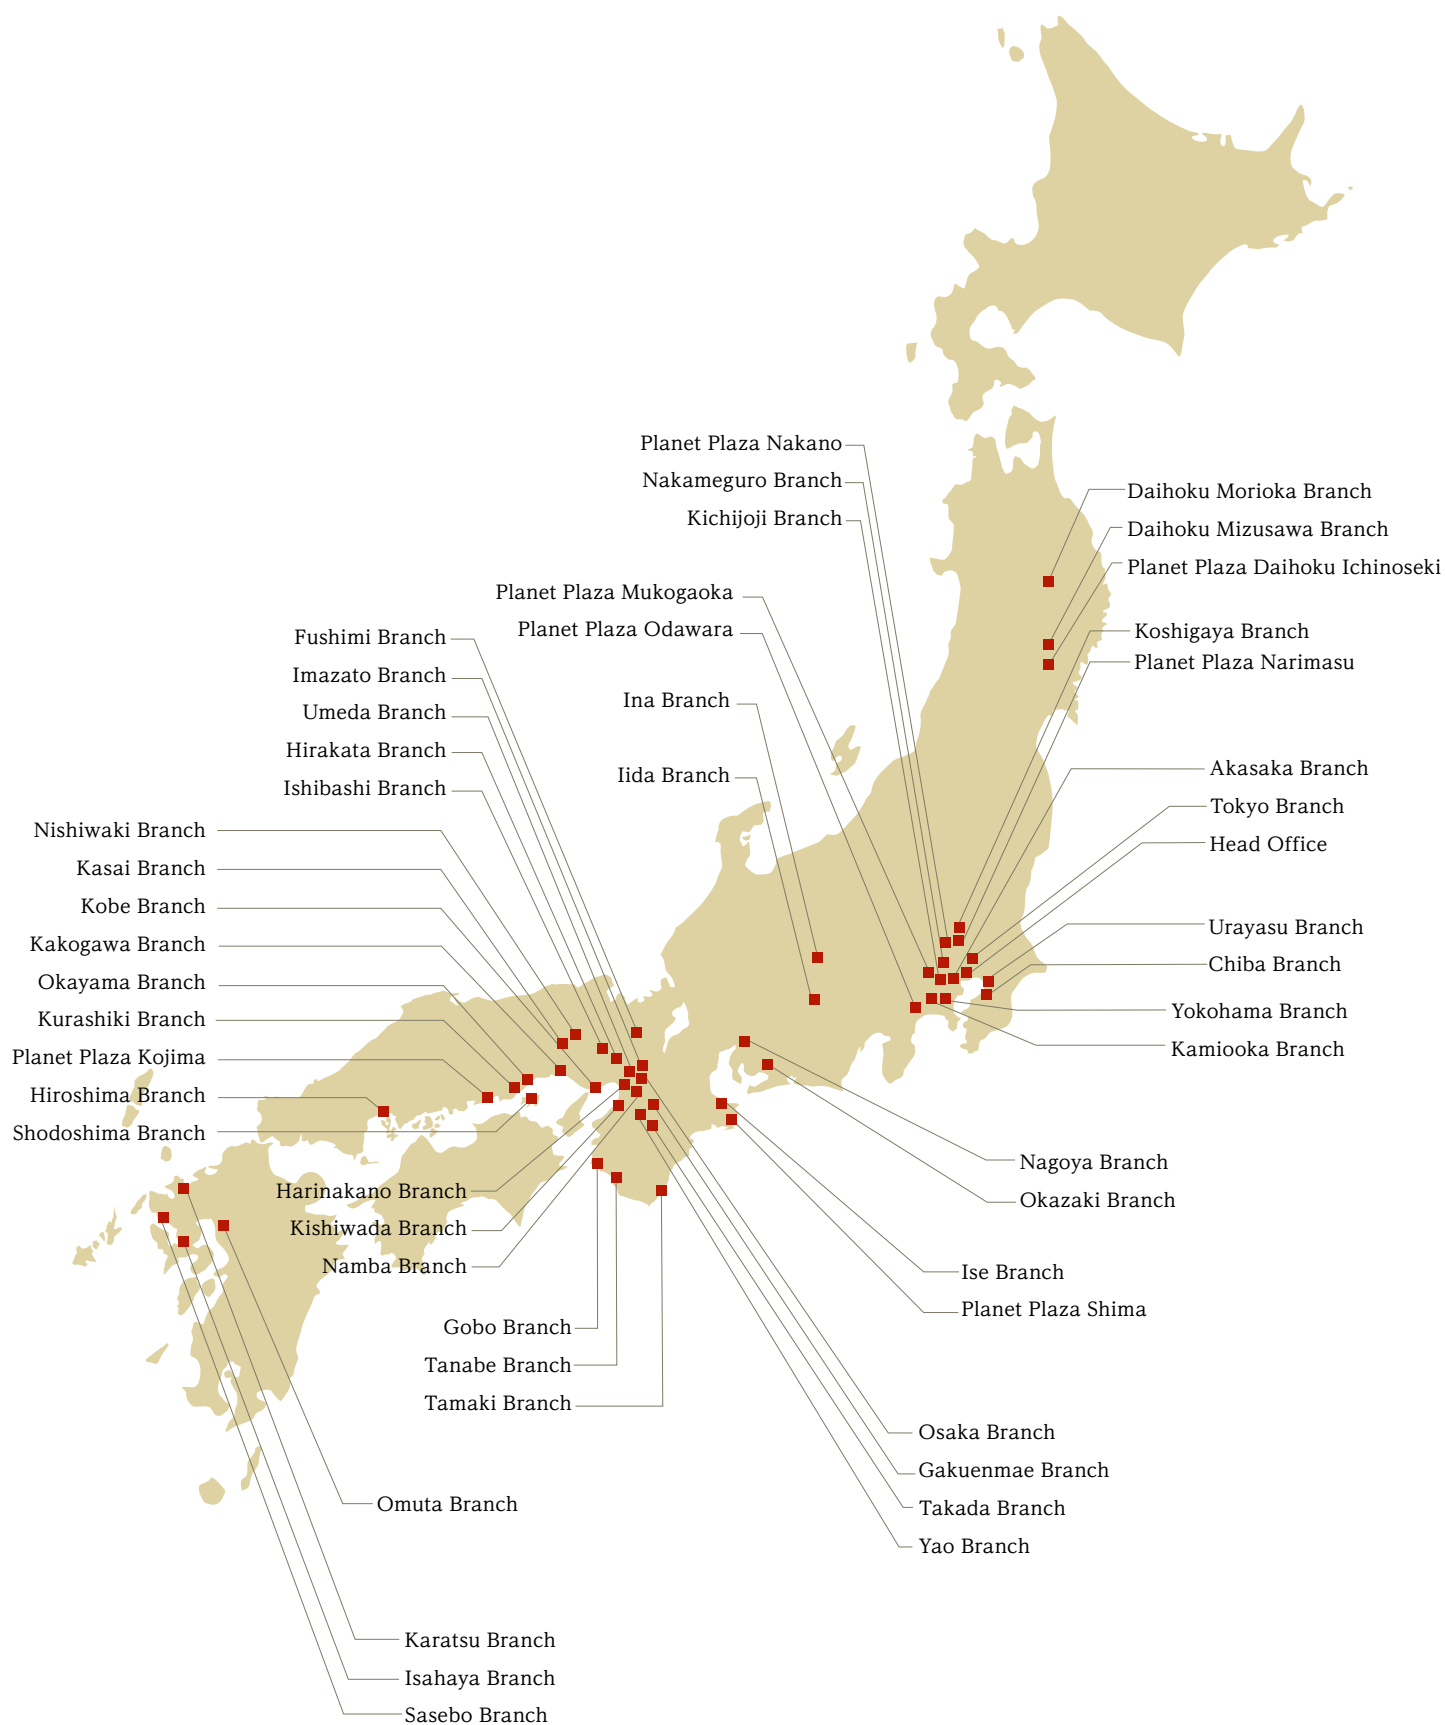 Planet Plaza Nakano
Nakameguro Branch
Kichijoji Branch
Daihoku Morioka Branch
Daihoku Mizusawa Branch
Planet Plaza Daihoku Ichinoseki
Planet Plaza Mukogaoka
Planet Plaza Odawara
Koshigaya Branch
Planet Plaza Narimasu
Fushimi Branch
Imazato Branch
Umeda Branch
Hirakata Branch
Ishibashi Branch
Ina Branch
Iida Branch
Akasaka Branch
Tokyo Branch
Head Office
Nishiwaki Branch
Kasai Branch
Kobe Branch
Kakogawa Branch
Okayama Branch
Kurashiki Branch
Planet Plaza Kojima
Hiroshima Branch
Shodoshima Branch
Urayasu Branch
Chiba Branch
Yokohama Branch
Kamiooka Branch
Harinakano Branch
Kishiwada Branch
Namba Branch
Nagoya Branch
Okazaki Branch
Ise Branch
Planet Plaza Shima
Gobo Branch
Tanabe Branch
Tamaki Branch
Osaka Branch
Gakuenmae Branch
Takada Branch
Yao Branch
Omuta Branch
Karatsu Branch
Isahaya Branch
Sasebo Branch